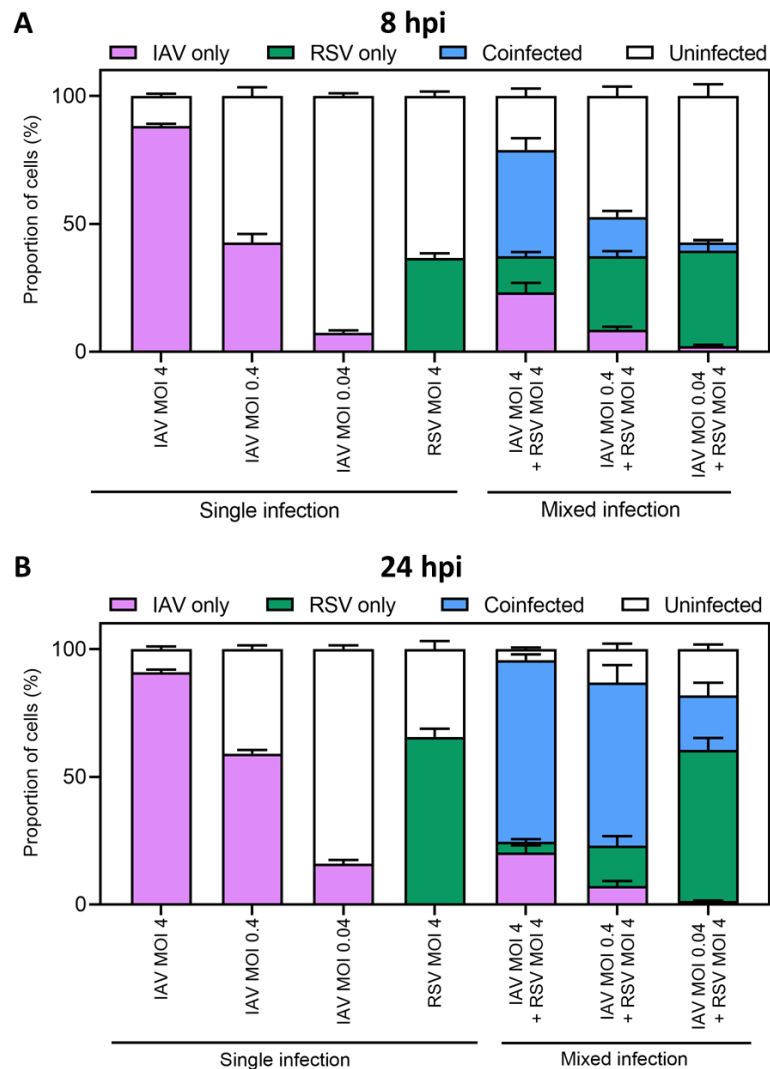 A
8 hpi
IAV only RSV only Coinfected Uninfected
Proportion of cells (%)
100
50
0
IAV MOI 4
IAV MOI 0.4
IAV MOI 0.04
RSV MOI 4
IAV MOI 4
+ RSV MOI 4
IAV MOI 0.4
+ RSV MOI 4
IAV MOI 0.04
+ RSV MOI 4
Single infection
Mixed infection
B
24 hpi
IAV only RSV only Coinfected Uninfected
Proportion of cells (%)
100
50
0
IAV MOI 4
IAV MOI 0.4
IAV MOI 0.04
RSV MOI 4
IAV MOI 4
+ RSV MOI 4
IAV MOI 0.4
+ RSV MOI 4
IAV MOI 0.04
+ RSV MOI 4
Single infection
Mixed infection